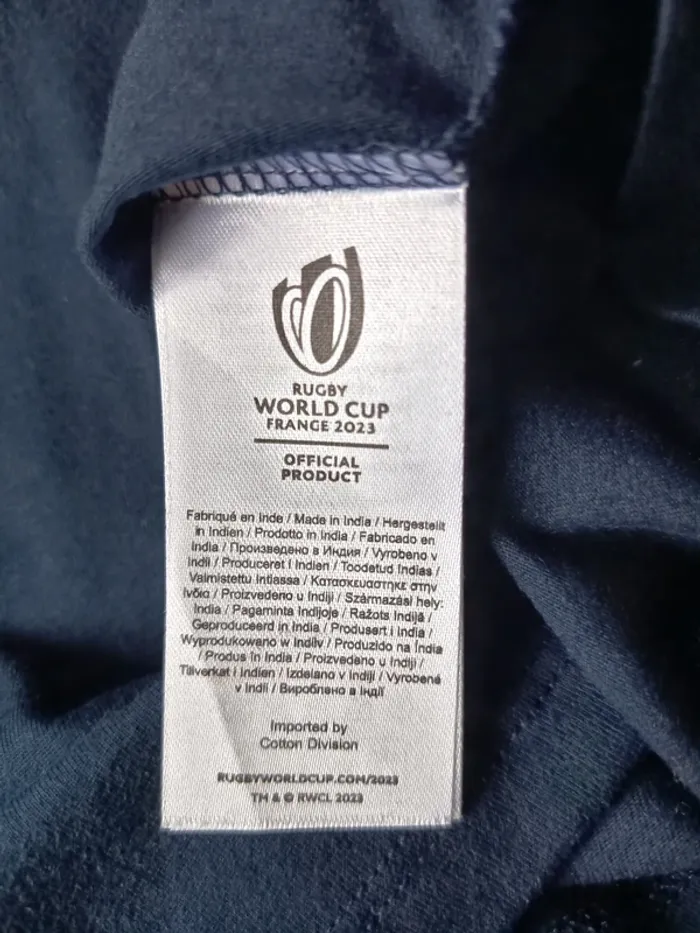 RUGBY
WORLD CUP
FRANCE 2023
OFFICIAL
PRODUCT
Fabriqué en Inde / Made in India / Hergestellt
in Indien / Prodotto in India / Fabricado en
India / Произведено в Индия / Vyrobeno v
Indii / Produceret i Indien / Toodetud Indias /
Valmistettu Intiassa / Κατασκευαστηκε στην
Ινδία / Proizvedeno u Indiji / Származási hely:
India / Pagaminta Indijoje / Ražots Indijā /
Geproduceerd in India / Produsert i India /
Wyprodukowano w Indiiv / Produzido na Índia
/ Produs în India / Proizvedeno u Indiji /
Tillverkat i Indien / Izdelano v Indiji / Vyrobené
v Indii / Вироблено в Індії
Imported by
Cotton Division
RUGBYWORLDCUP.COM/2023
TM & © RWCL 2023